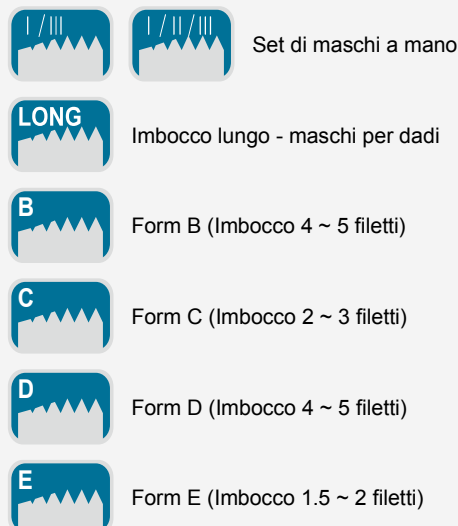 I / III
I / II / III
Set di maschi a mano
LONG
Imbocco lungo - maschi per dadi
B
Form B (Imbocco 4 ~ 5 filetti)
C
Form C (Imbocco 2 ~ 3 filetti)
D
Form D (Imbocco 4 ~ 5 filetti)
E
Form E (Imbocco 1.5 ~ 2 filetti)